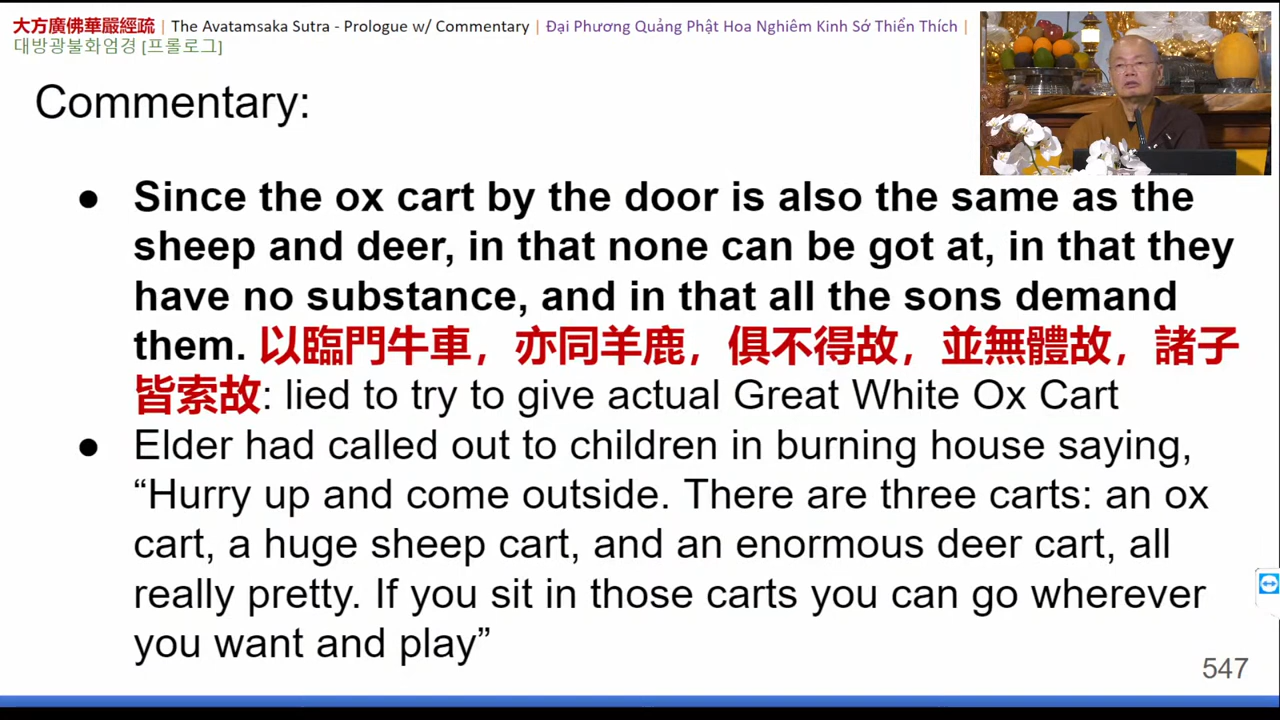 大方廣佛華嚴經疏 | The Avatamsaka Sutra - Prologue w/ Commentary | Đại Phương Quảng Phật Hoa Nghiêm Kinh Sớ Thiển Thích |
대방광불화엄경 [프롤로그]
Commentary:
● Since the ox cart by the door is also the same as the
sheep and deer, in that none can be got at, in that they
have no substance, and in that all the sons demand
them. 以臨門牛車，亦同羊鹿，俱不得故，並無體故，諸子
皆索故: lied to try to give actual Great White Ox Cart
● Elder had called out to children in burning house saying,
“Hurry up and come outside. There are three carts: an ox
cart, a huge sheep cart, and an enormous deer cart, all
really pretty. If you sit in those carts you can go wherever
you want and play”
547